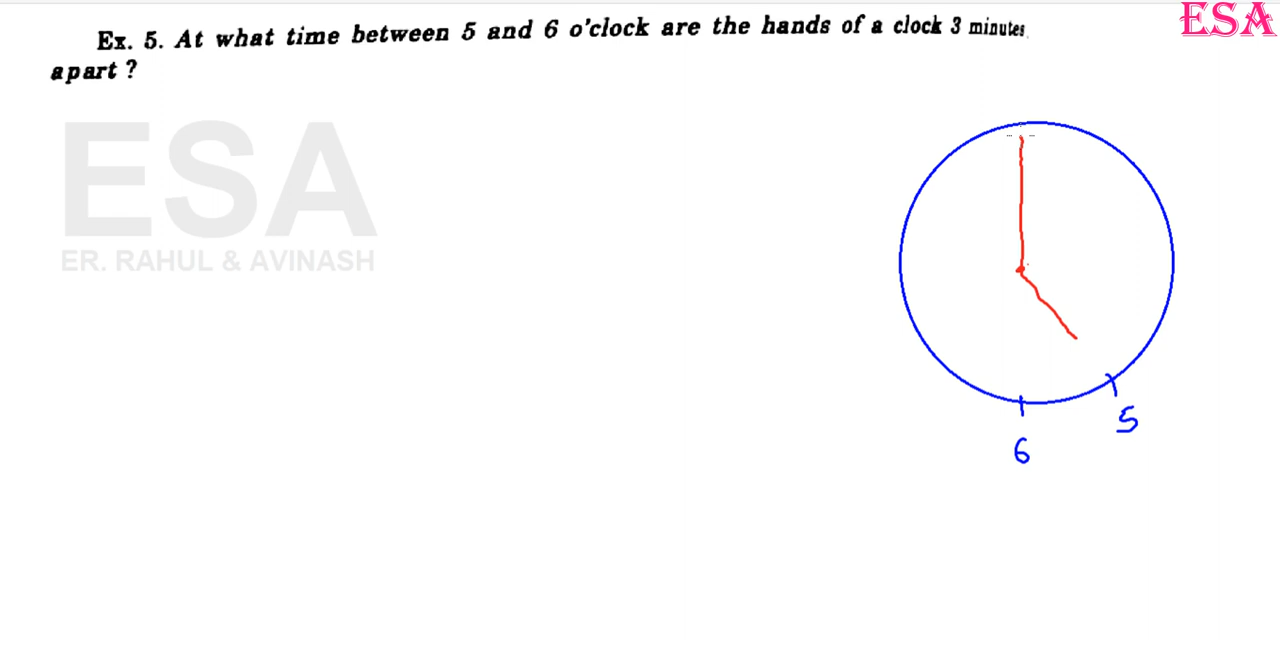 ESA
Ex. 5. At what time between 5 and 6 o'clock are the hands of a clock 3 minutes
apart ?
ESA
ER. RAHUL & AVINASH
5
6